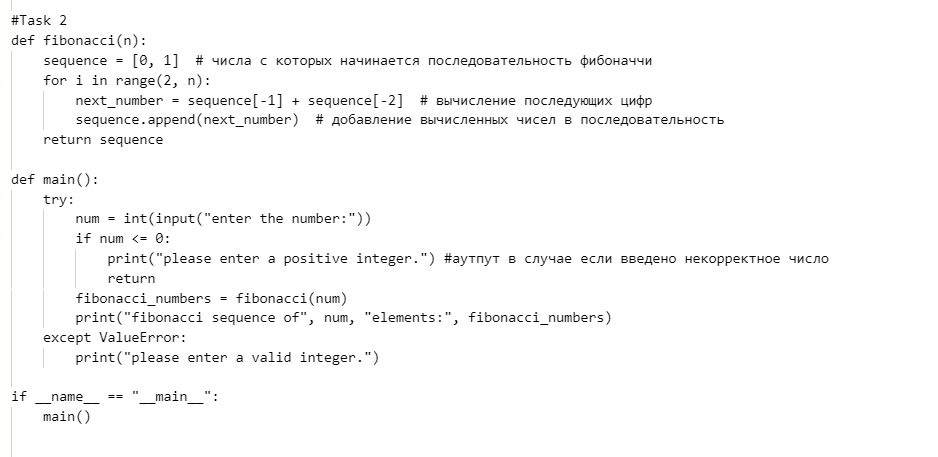 #Task 2
def fibonacci(n):
    sequence = [0, 1]  # числа с которых начинается последовательность фибоначчи
    for i in range(2, n):
        next_number = sequence[-1] + sequence[-2]  # вычисление последующих цифр
        sequence.append(next_number)  # добавление вычисленных чисел в последовательность
    return sequence

def main():
    try:
        num = int(input("enter the number:"))
        if num <= 0:
            print("please enter a positive integer.") #аутпут в случае если введено некорректное число
            return
        fibonacci_numbers = fibonacci(num)
        print("fibonacci sequence of", num, "elements:", fibonacci_numbers)
    except ValueError:
        print("please enter a valid integer.")

if __name__ == "__main__":
    main()